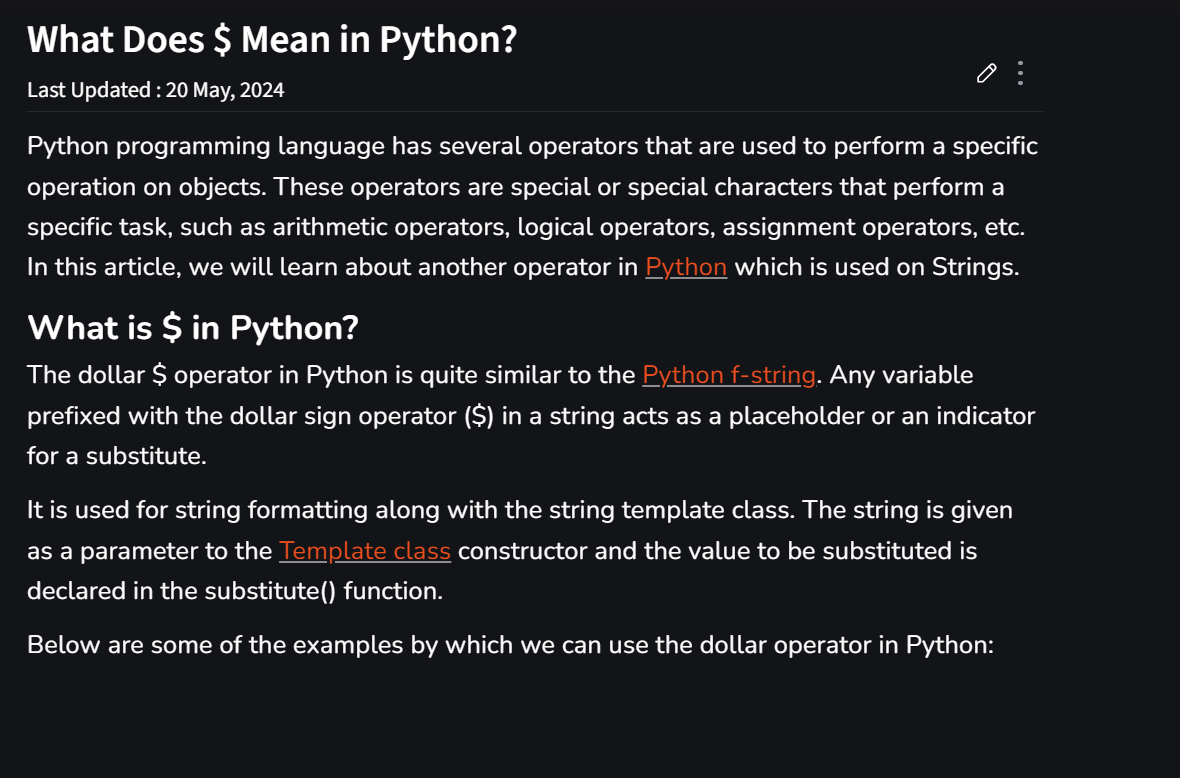 What Does $ Mean in Python?
Last Updated : 20 May, 2024
Python programming language has several operators that are used to perform a specific
operation on objects. These operators are special or special characters that perform a
specific task, such as arithmetic operators, logical operators, assignment operators, etc.
In this article, we will learn about another operator in Python which is used on Strings.
What is $ in Python?
The dollar $ operator in Python is quite similar to the Python f-string. Any variable
prefixed with the dollar sign operator ($) in a string acts as a placeholder or an indicator
for a substitute.
It is used for string formatting along with the string template class. The string is given
as a parameter to the Template class constructor and the value to be substituted is
declared in the substitute() function.
Below are some of the examples by which we can use the dollar operator in Python: